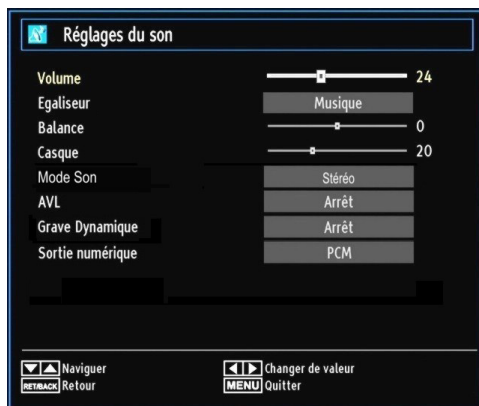 Réglages du son
Volume 24
Egaliseur Musique
Balance 0
Casque 20
Mode Son Stéréo
AVL Arrêt
Grave Dynamique Arrêt
Sortie numérique PCM
Naviguer Changer de valeur
RET/BACK Retour MENU Quitter